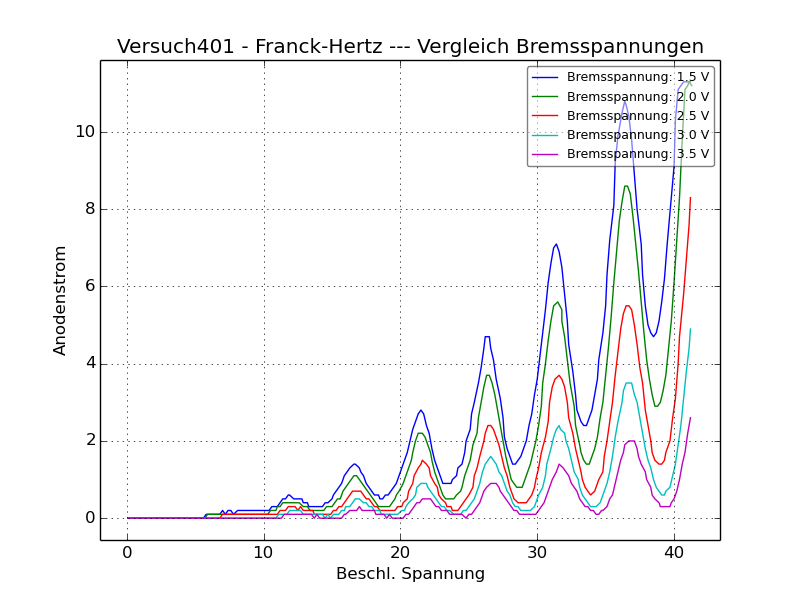 Versuch401 - Franck-Hertz --- Vergleich Bremsspannungen
Bremsspannung: 1.5 V
Bremsspannung: 2.0 V
Bremsspannung: 2.5 V
Bremsspannung: 3.0 V
Bremsspannung: 3.5 V
Anodenstrom
10
8
6
4
2
0
0 10 20 30 40
Beschl. Spannung